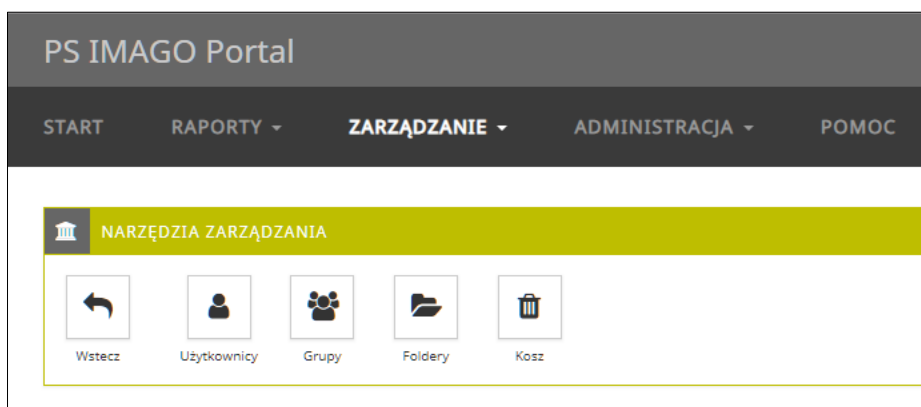 PS IMAGO Portal
START RAPORTY ZARZĄDZANIE ADMINISTRACJA POMOC
NARZĘDZIA ZARZĄDZANIA
Wstecz Użytkownicy Grupy Foldery Kosz